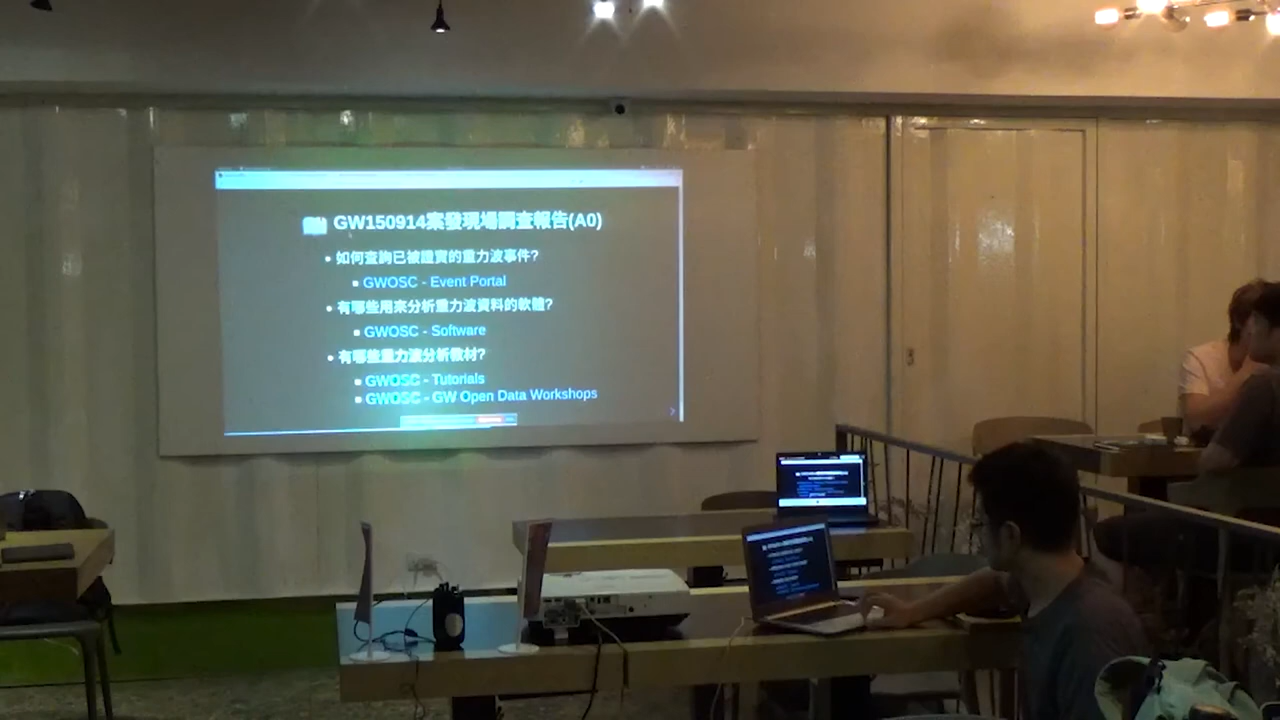 GW150914案發現場調查報告(A0)
如何查詢已被證實的重力波事件?
GWOSC - Event Portal
有哪些用來分析重力波資料的軟體?
GWOSC - Software
有哪些重力波分析教材?
GWOSC - Tutorials
GWOSC - GW Open Data Workshops